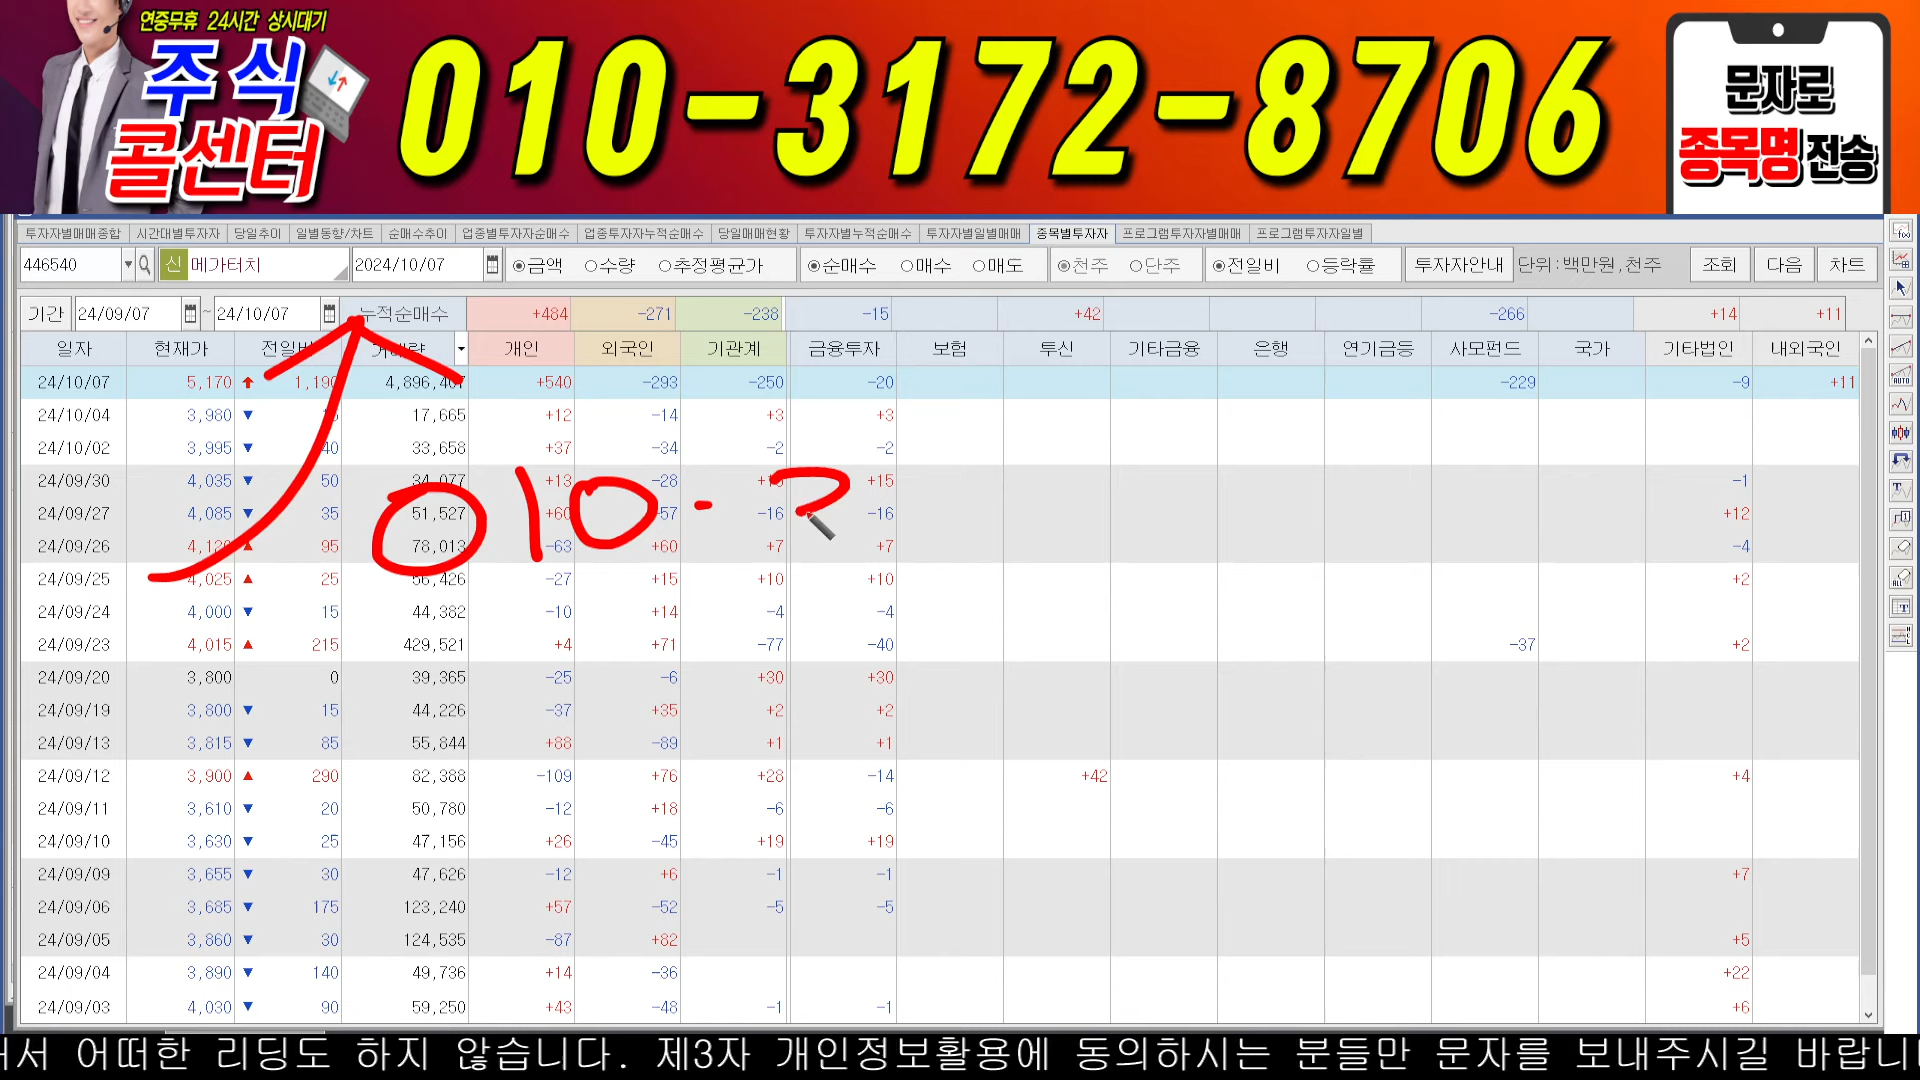 연중무휴 24시간 상시대기
주식
콜센터
010-3172-8706
문자로
종목명 전송
투자자별매매종합 시간대별투자자 당일추이 일별동향/차트 순매수추이 업종별투자자순매수 업종투자자누적순매수 당일매매현황 투자자별누적순매수 투자자별일별매매 종목별투자자 프로그램투자자별매매 프로그램투자자일별
446540 신 메가터치 2024/10/07 금액 수량 추정평균가 순매수 매수 매도 천주 단주 전일비 등락률 투자자안내 단위:백만원,천주 조회 다음 차트
기간 24/09/07 ~ 24/10/07 누적순매수 +484 -271 -238 -15 +42 -266 +14 +11
일자 현재가 전일비 거래량 개인 외국인 기관계 금융투자 보험 투신 기타금융 은행 연기금등 사모펀드 국가 기타법인 내외국인
24/10/07 5,170 1,190 4,896,407 +540 -293 -250 -20 -229 -9 +11
24/10/04 3,980 ▼ 17,665 +12 -14 +3 +3
24/10/02 3,995 ▼ 40 33,658 +37 -34 -2 -2
24/09/30 4,035 ▼ 50 34,077 +13 -28 +15 -1
24/09/27 4,085 ▼ 35 51,527 +60 -57 -16 -16 +12
24/09/26 4,120 ▲ 95 78,013 -63 +60 +7 +7 -4
24/09/25 4,025 ▲ 25 56,426 -27 +15 +10 +10 +2
24/09/24 4,000 ▼ 15 44,382 -10 +14 -4 -4
24/09/23 4,015 ▲ 215 429,521 +4 +71 -77 -40 -37 +2
24/09/20 3,800 0 39,365 -25 -6 +30 +30
24/09/19 3,800 ▼ 15 44,226 -37 +35 +2 +2
24/09/13 3,815 ▼ 85 55,844 +88 -89 +1 +1
24/09/12 3,900 ▲ 290 82,388 -109 +76 +28 -14 +42 +4
24/09/11 3,610 ▼ 20 50,780 -12 +18 -6 -6
24/09/10 3,630 ▼ 25 47,156 +26 -45 +19 +19
24/09/09 3,655 ▼ 30 47,626 -12 +6 -1 -1 +7
24/09/06 3,685 ▼ 175 123,240 +57 -52 -5 -5
24/09/05 3,860 ▼ 30 124,535 -87 +82 +5
24/09/04 3,890 ▼ 140 49,736 +14 -36 +22
24/09/03 4,030 ▼ 90 59,250 +43 -48 -1 -1 +6
010-
서 어떠한 리딩도 하지 않습니다. 제3자 개인정보활용에 동의하시는 분들만 문자를 보내주시길 바랍니